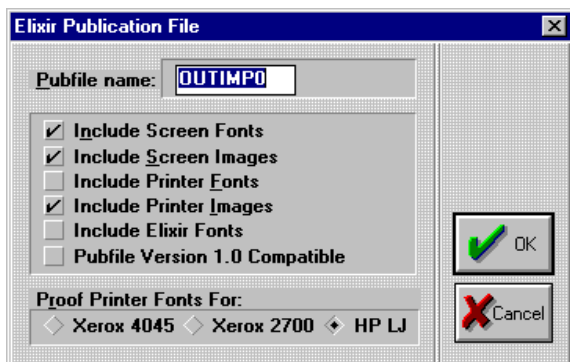 Elixir Publication File
Pubfile name: OUTIMP0
Include Screen Fonts
Include Screen Images
Include Printer Fonts
Include Printer Images
Include Elixir Fonts
Pubfile Version 1.0 Compatible
OK
Proof Printer Fonts For:
Xerox 4045 Xerox 2700 HP LJ
Cancel